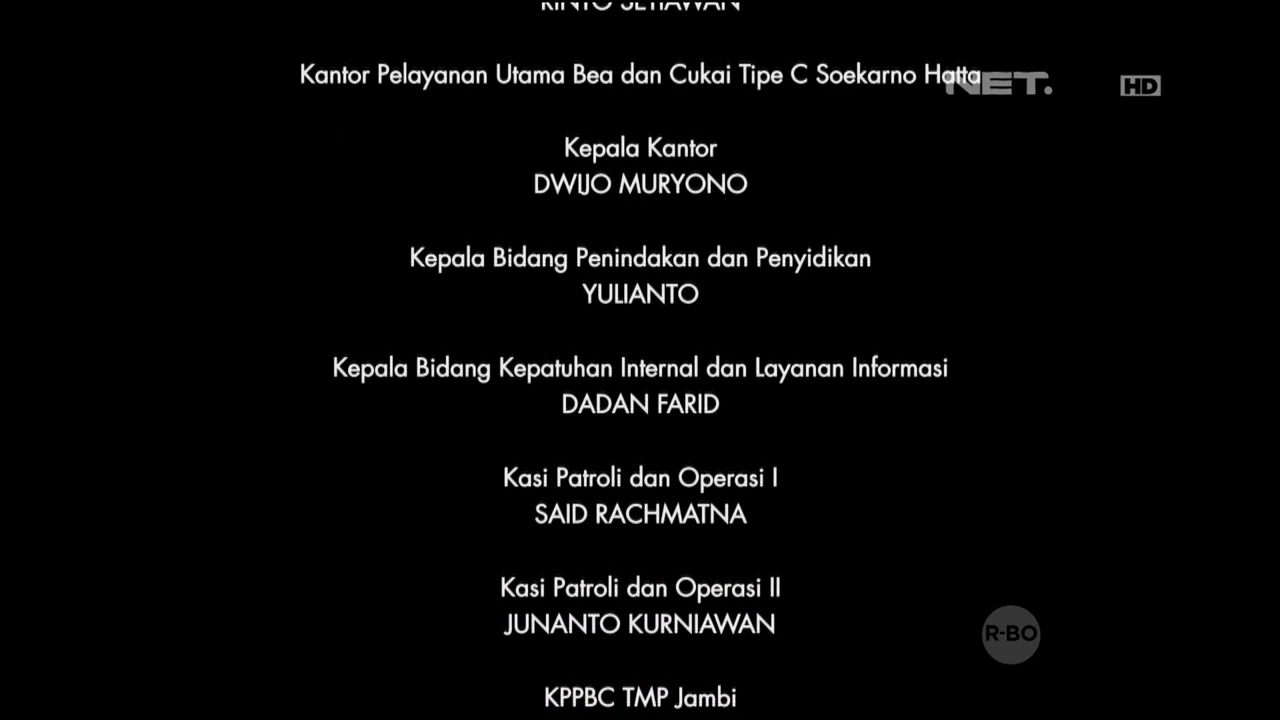 RINTO SETIAWAN
Kantor Pelayanan Utama Bea dan Cukai Tipe C Soekarno Hatta
NET.
HD
Kepala Kantor
DWIJO MURYONO
Kepala Bidang Penindakan dan Penyidikan
YULIANTO
Kepala Bidang Kepatuhan Internal dan Layanan Informasi
DADAN FARID
Kasi Patroli dan Operasi I
SAID RACHMATNA
Kasi Patroli dan Operasi II
JUNANTO KURNIAWAN
R-BO
KPPBC TMP Jambi